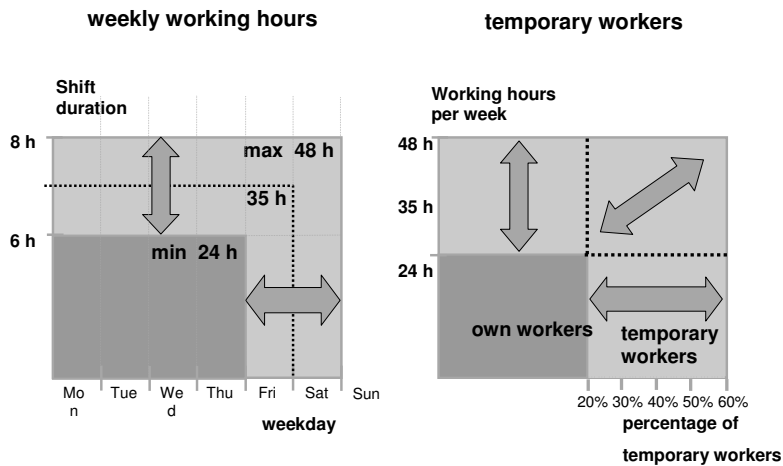 weekly working hours
Shift
duration
8 h
max 48 h
35 h
6 h
min 24 h
Mo
n
Tue
We
d
Thu
Fri
Sat
Sun
weekday
temporary workers
Working hours
per week
48 h
35 h
24 h
own workers
temporary
workers
20% 30% 40% 50% 60%
percentage of
temporary workers